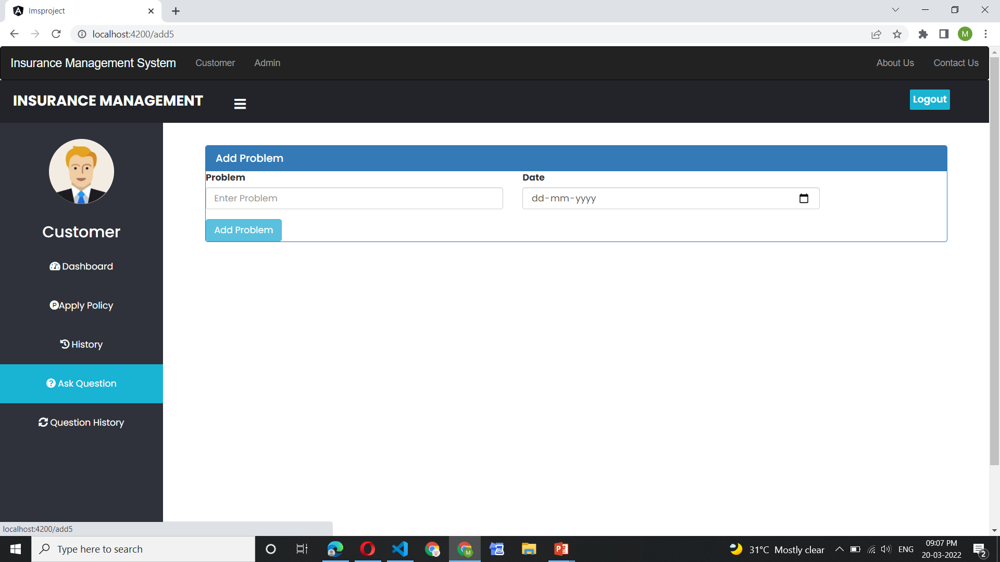 Imsproject
localhost:4200/add5
M
Insurance Management System Customer Admin About Us Contact Us
INSURANCE MANAGEMENT Logout
Add Problem
Problem Date
Enter Problem dd-mm-yyyy
Add Problem
Customer
Dashboard
P Apply Policy
History
? Ask Question
Question History
localhost:4200/add5
Type here to search
M
P
31°C Mostly clear
ENG
09:07 PM
20-03-2022
2